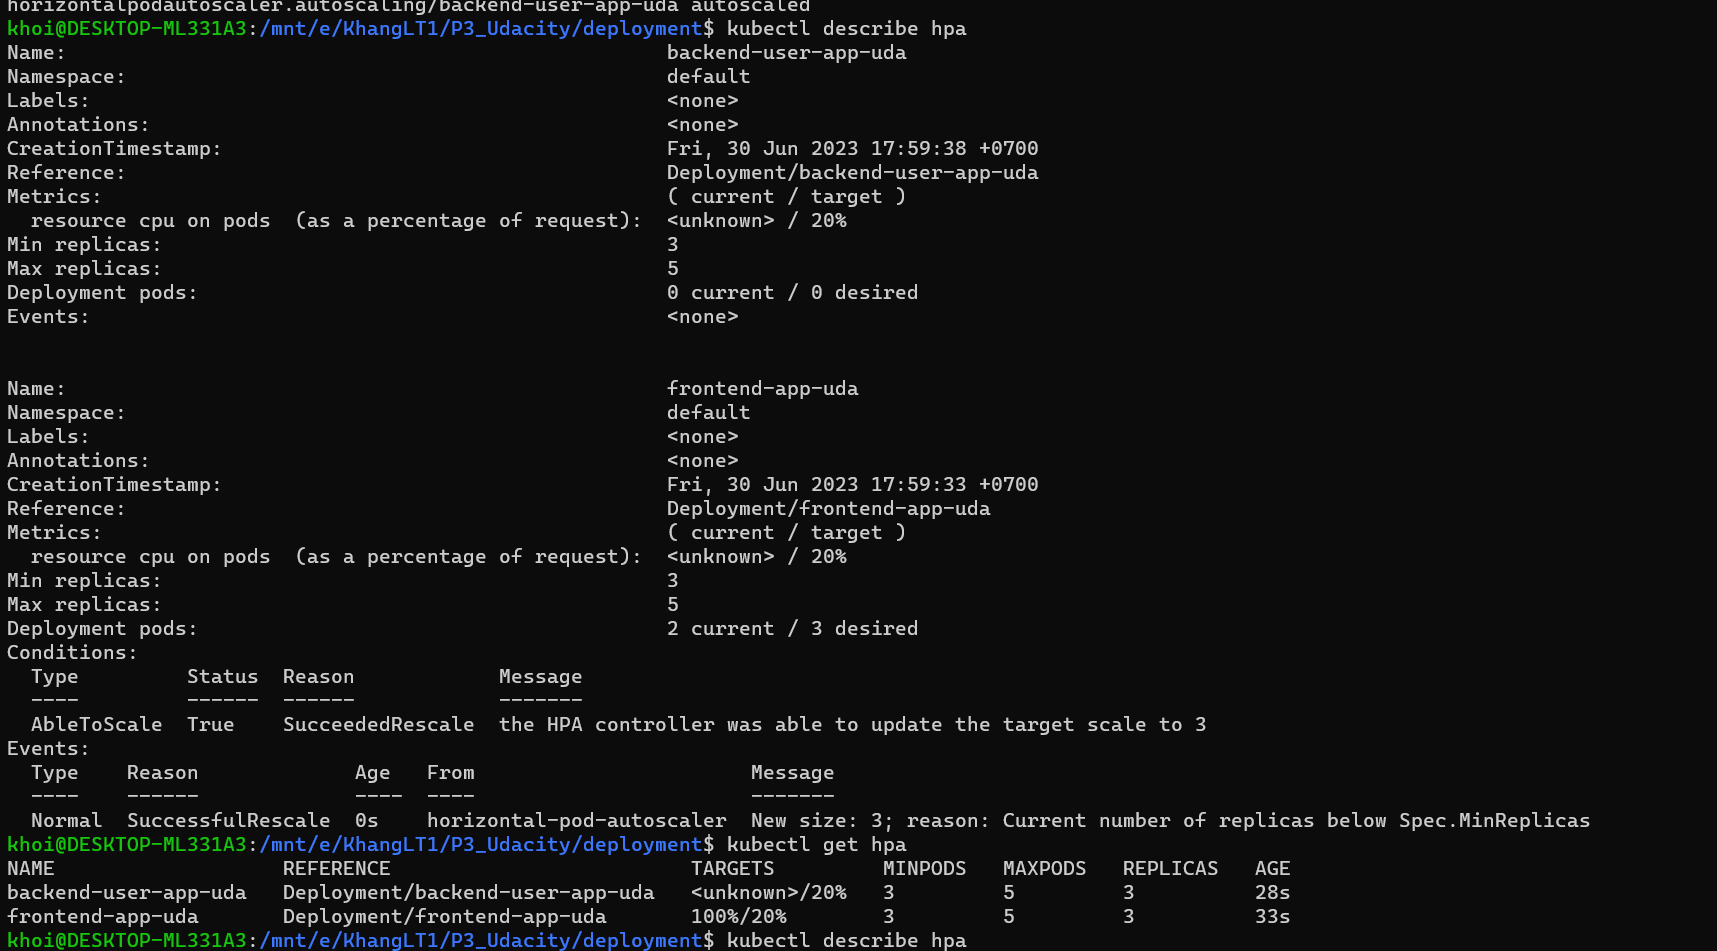 horizontalpodautoscaler.autoscaling/backend-user-app-uda autoscaled
khoi@DESKTOP-ML331A3:/mnt/e/KhangLT1/P3_Udacity/deployment$ kubectl describe hpa
Name:                                                  backend-user-app-uda
Namespace:                                             default
Labels:                                                <none>
Annotations:                                           <none>
CreationTimestamp:                                     Fri, 30 Jun 2023 17:59:38 +0700
Reference:                                             Deployment/backend-user-app-uda
Metrics:                                               ( current / target )
  resource cpu on pods  (as a percentage of request):  <unknown> / 20%
Min replicas:                                          3
Max replicas:                                          5
Deployment pods:                                       0 current / 0 desired
Events:                                                <none>
Name:                                                  frontend-app-uda
Namespace:                                             default
Labels:                                                <none>
Annotations:                                           <none>
CreationTimestamp:                                     Fri, 30 Jun 2023 17:59:33 +0700
Reference:                                             Deployment/frontend-app-uda
Metrics:                                               ( current / target )
  resource cpu on pods  (as a percentage of request):  <unknown> / 20%
Min replicas:                                          3
Max replicas:                                          5
Deployment pods:                                       2 current / 3 desired
Conditions:
  Type         Status  Reason            Message
  ----         ------  ------            -------
  AbleToScale  True    SucceededRescale  the HPA controller was able to update the target scale to 3
Events:
  Type    Reason             Age   From                       Message
  ----    ------             ----  ----                       -------
  Normal  SuccessfulRescale  0s    horizontal-pod-autoscaler  New size: 3; reason: Current number of replicas below Spec.MinReplicas
khoi@DESKTOP-ML331A3:/mnt/e/KhangLT1/P3_Udacity/deployment$ kubectl get hpa
NAME                   REFERENCE                         TARGETS         MINPODS   MAXPODS   REPLICAS   AGE
backend-user-app-uda   Deployment/backend-user-app-uda   <unknown>/20%   3         5         3          28s
frontend-app-uda       Deployment/frontend-app-uda       100%/20%        3         5         3          33s
khoi@DESKTOP-ML331A3:/mnt/e/KhangLT1/P3_Udacity/deployment$ kubectl describe hpa